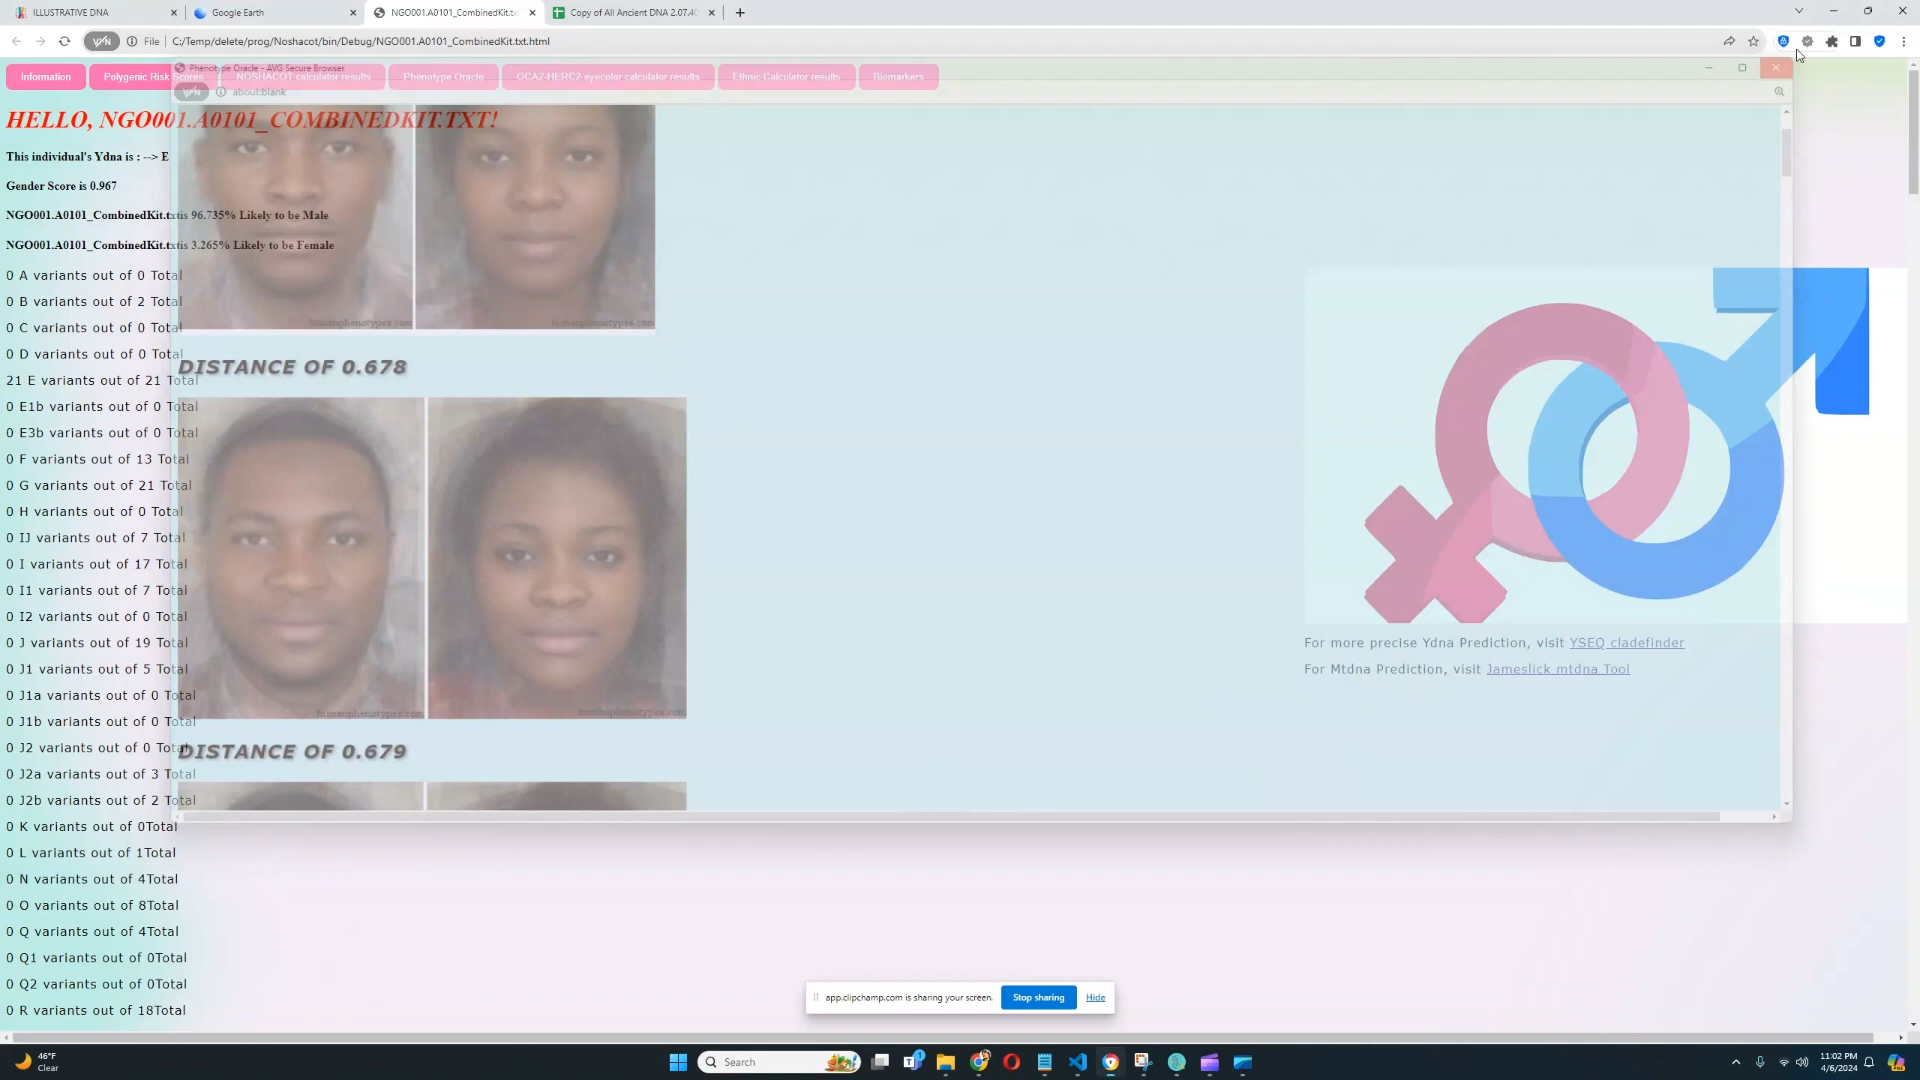 ILLUSTRATIVE DNA
Google Earth
NGO001.A0101_CombinedKit.tx
Copy of All Ancient DNA 2.07.40
VPN
File
C:/Temp/delete/prog/Noshacot/bin/Debug/NGO001.A0101_CombinedKit.txt.html
Phenotype Oracle - AVG Secure Browser
Information
Polygenic Risk Scores
NOSHACOT calculator results
Phenotype Oracle
OCA2-HERC2 eyecolor calculator results
Ethnic Calculator results
Biomarkers
VPN
about:blank
HELLO, NGO001.A0101_COMBINEDKIT.TXT!
This individual's Ydna is : --> E
Gender Score is 0.967
NGO001.A0101_CombinedKit.txtis 96.735% Likely to be Male
NGO001.A0101_CombinedKit.txtis 3.265% Likely to be Female
0 A variants out of 0 Total
0 B variants out of 2 Total
0 C variants out of 0 Total
0 D variants out of 0 Total
21 E variants out of 21 Total
0 E1b variants out of 0 Total
0 E3b variants out of 0 Total
0 F variants out of 13 Total
0 G variants out of 21 Total
0 H variants out of 0 Total
0 IJ variants out of 7 Total
0 I variants out of 17 Total
0 I1 variants out of 7 Total
0 I2 variants out of 0 Total
0 J variants out of 19 Total
0 J1 variants out of 5 Total
0 J1a variants out of 0 Total
0 J1b variants out of 0 Total
0 J2 variants out of 0 Total
0 J2a variants out of 3 Total
0 J2b variants out of 2 Total
0 K variants out of 0Total
0 L variants out of 1Total
0 N variants out of 4Total
0 O variants out of 8Total
0 Q variants out of 4Total
0 Q1 variants out of 0Total
0 Q2 variants out of 0Total
0 R variants out of 18Total
humanphenotypes.com
humanphenotypes.com
DISTANCE OF 0.678
humanphenotypes.com
humanphenotypes.com
DISTANCE OF 0.679
For more precise Ydna Prediction, visit YSEQ cladefinder
For Mtdna Prediction, visit Jameslick mtdna Tool
app.clipchamp.com is sharing your screen.
Stop sharing
Hide
46°F
Clear
Search
1
11:02 PM
4/6/2024